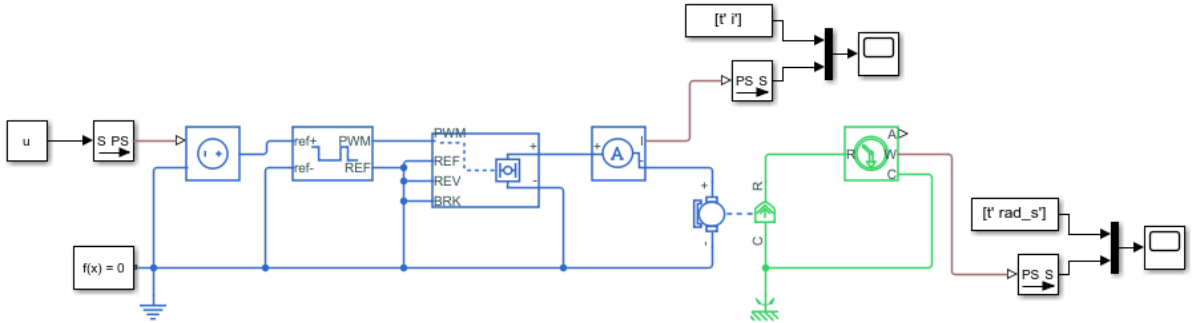 [t' i']
PS S
u
S PS
+
ref+
ref-
PWM
REF
PWM
REF
REV
BRK
+
-
+
A
I
-
+
-
R
C
R
A
W
C
f(x) = 0
[t' rad_s']
PS S